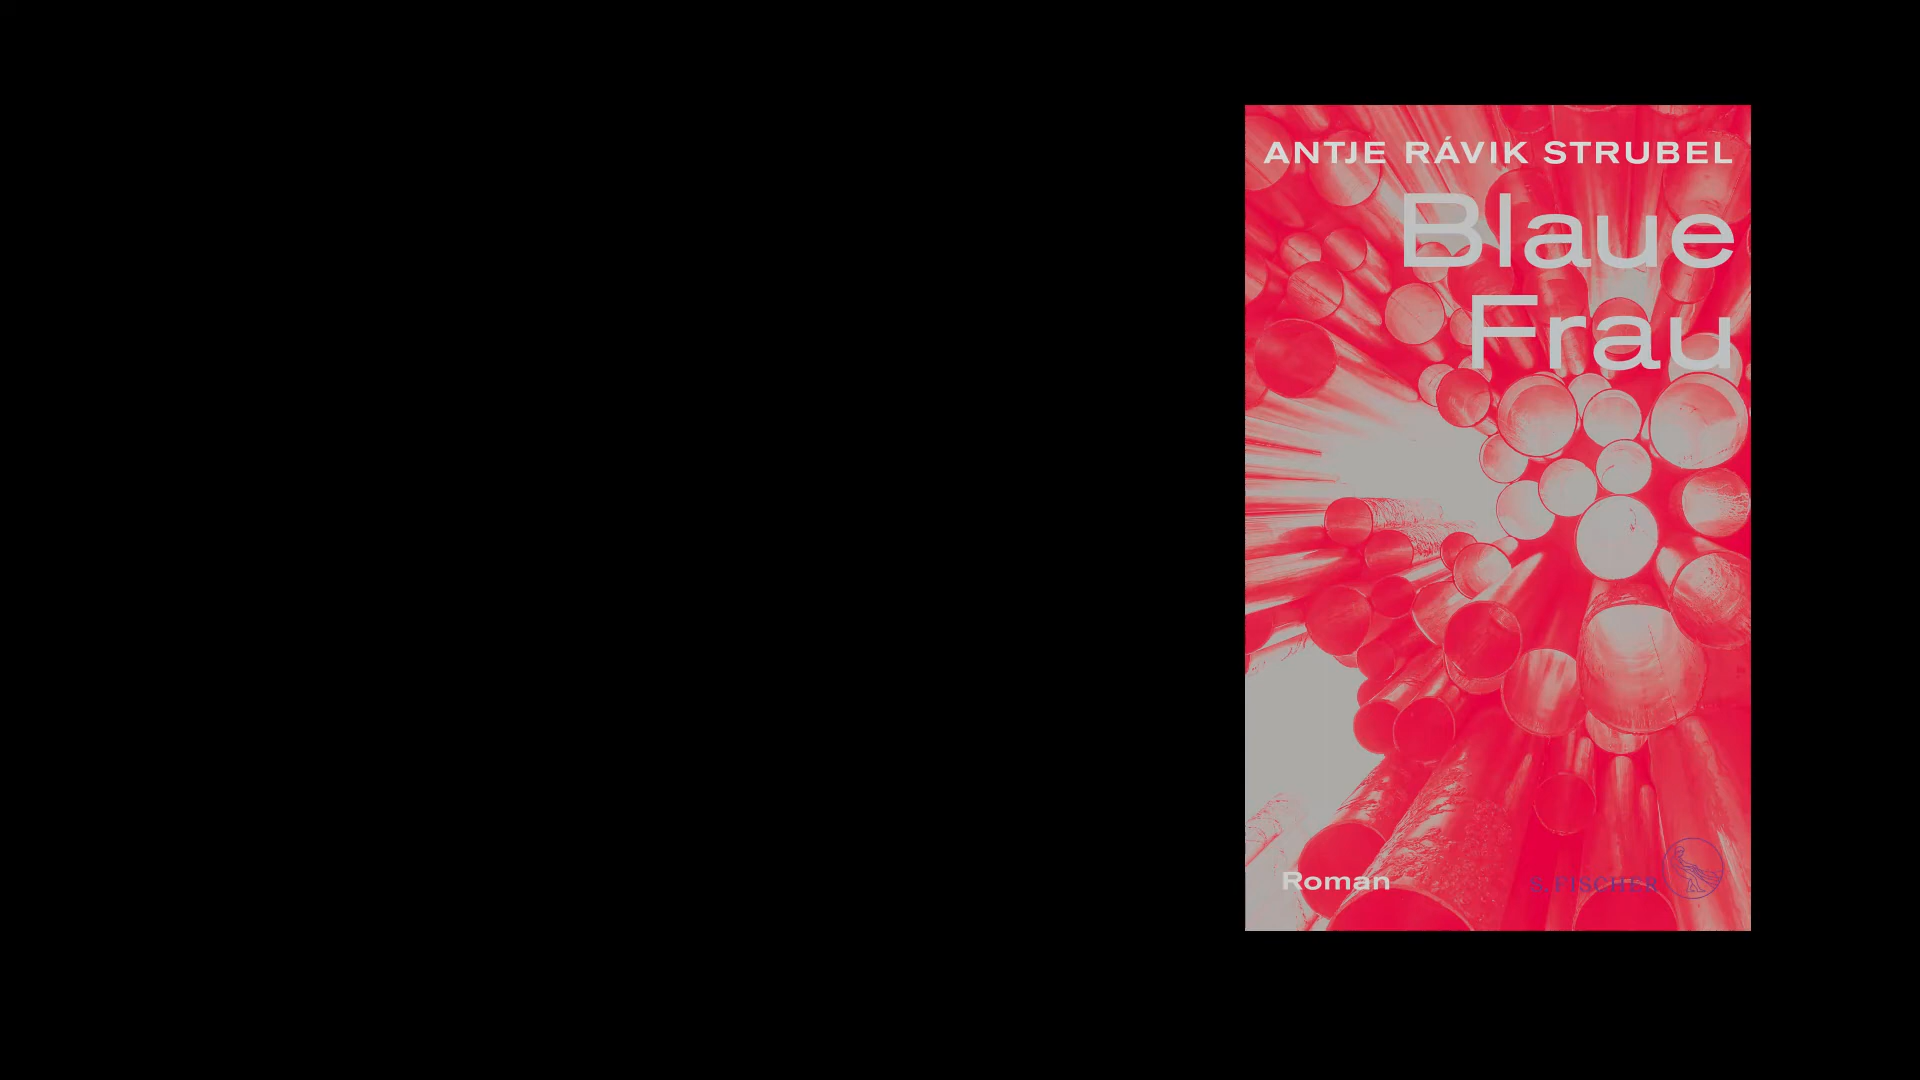 ANTJE RÁVIK STRUBEL
Blaue
Frau
Roman
S. FISCHER